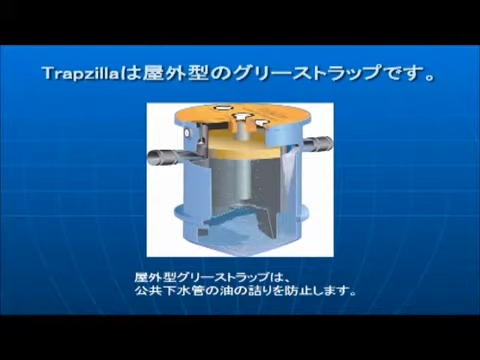 Trapzillaは屋外型のグリーストラップです。
屋外型グリーストラップは、
公共下水管の油の詰りを防止します。